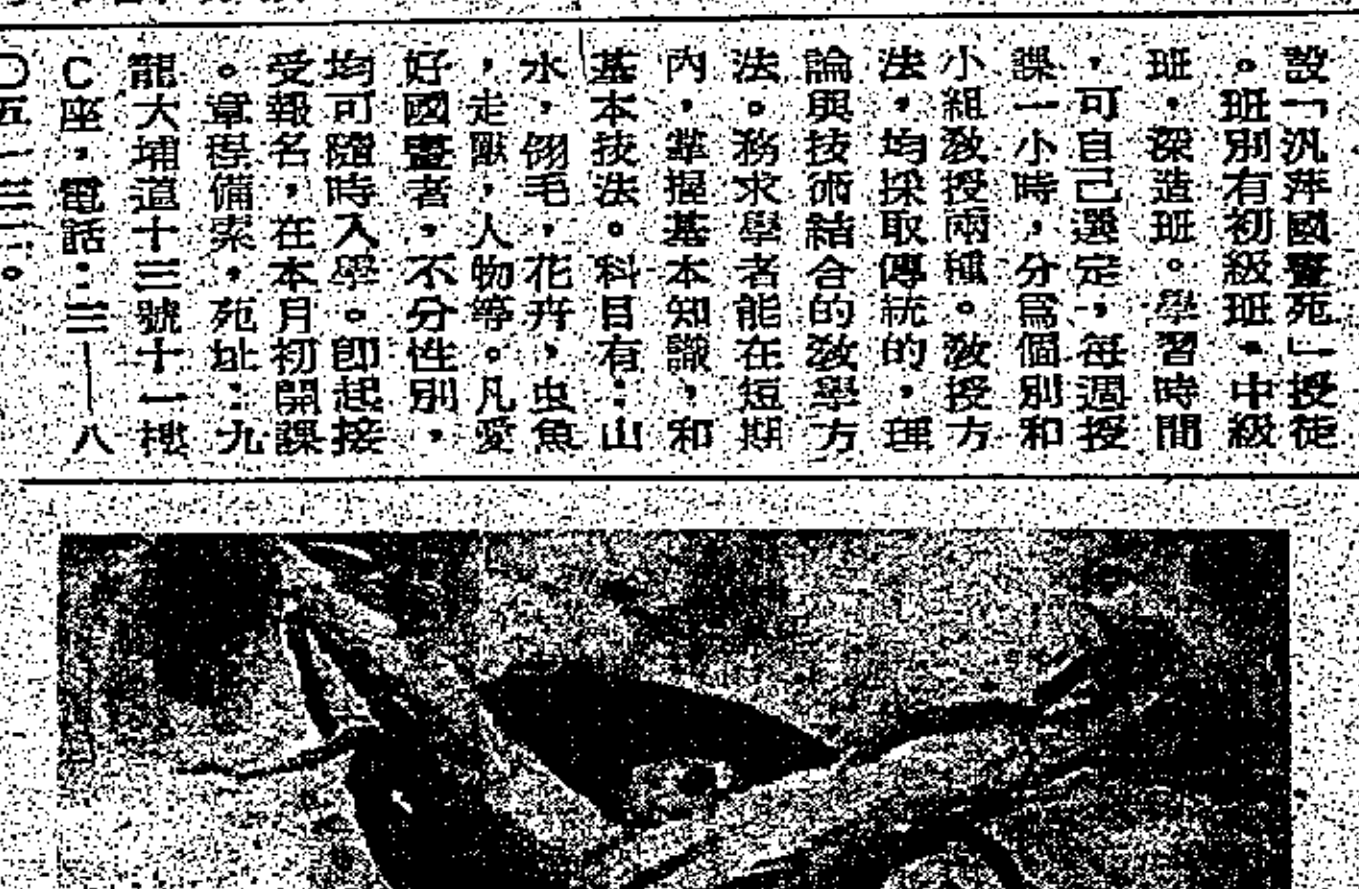 設「汎萍國畫苑」授徒
。班別有初級班,中級
班,深造班。學習時間
,可自己選定,每週授
課一小時,分爲個別和
小組教授兩種。教授方
法,均採取傳統的,理
論與技術結合的教學方
法。務求學者能在短期
內,掌握基本知識,和
基本技法。科目有:山
水,翎毛,花卉,虫魚
,走獸,人物等。凡愛
好國畫者,不分性別,
均可隨時入學。即起接
受報名,在本月初開課
。章程備索,苑址:九
龍大埔道十三號十一樓
C座,電話:三—八
〇五一三三。